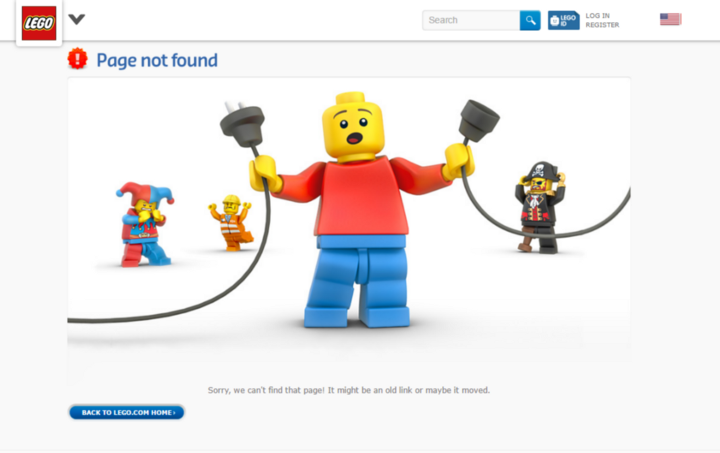 LEGO
Search
LEGO
ID
LOG IN
REGISTER
! Page not found
Sorry, we can't find that page! It might be an old link or maybe it moved.
BACK TO LEGO.COM HOME ›